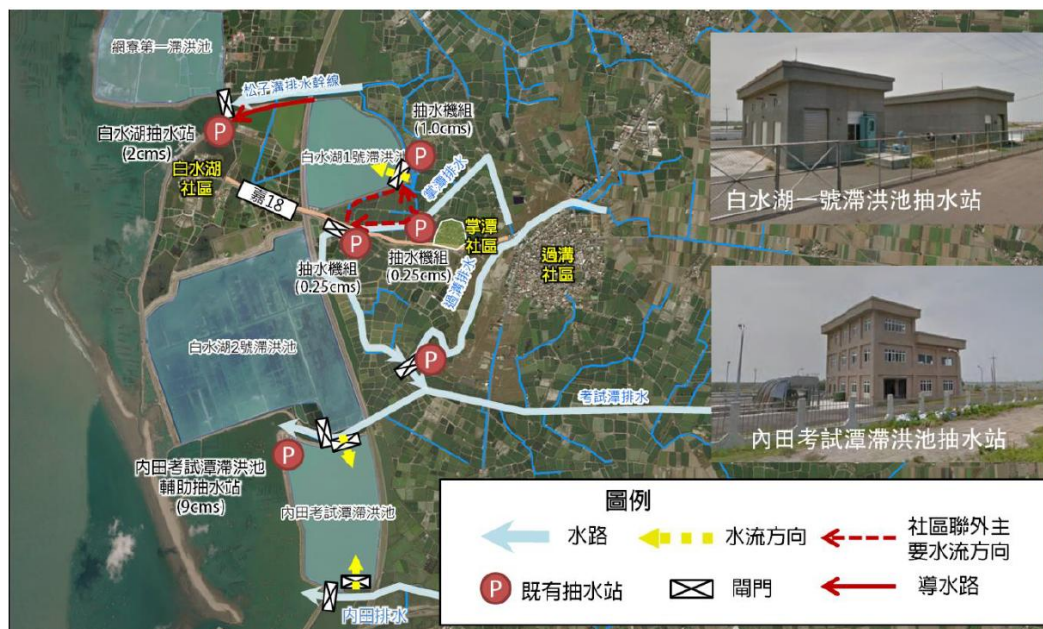 網寮第一滯洪池
松子溝排水幹線
P
白水湖抽水站
(2cms)
白水湖
社區
嘉18
白水湖1號滯洪池
抽水機組
(1.0cms)
P
掌潭排水
P
抽水機組
(0.25cms)
P
抽水機組
(0.25cms)
掌潭
社區
過溝排水
過溝
社區
白水湖2號滯洪池
P
考試潭排水
P
內田考試潭滯洪池
輔助抽水站
(9cms)
內田考試潭滯洪池
內田排水
白水湖一號滯洪池抽水站
內田考試潭滯洪池抽水站
圖例
水路
水流方向
社區聯外主
要水流方向
P
既有抽水站
閘門
導水路